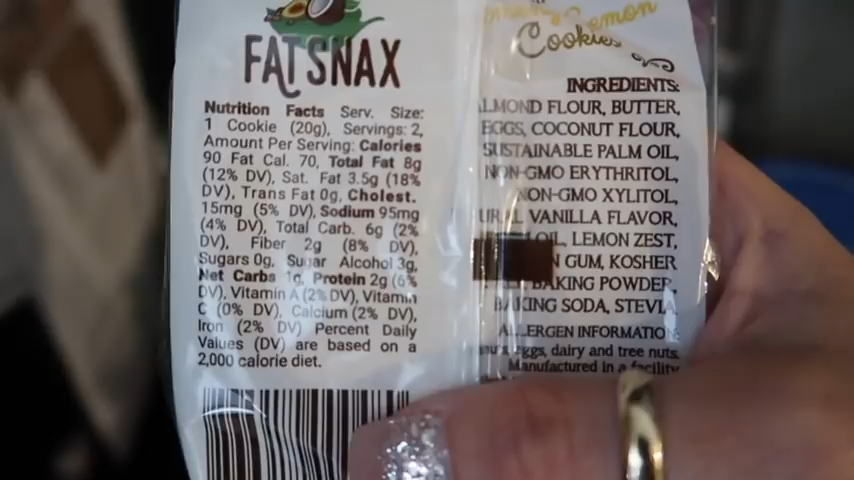 FATSNAX
Nutrition Facts Serv. Size:
1 Cookie (20g), Servings: 2,
Amount Per Serving: Calories
90 Fat Cal. 70, Total Fat 8g
(12% DV), Sat. Fat 3.5g (18%
DV), Trans Fat 0g, Cholest.
15mg (5% DV), Sodium 95mg
(4% DV), Total Carb. 6g (2%
DV), Fiber 2g (8% DV),
Sugars 0g, Sugar Alcohol 3g,
Net Carbs 1g, Protein 2g (6%
DV), Vitamin A (2% DV), Vitamin
C (0% DV), Calcium (2% DV),
Iron (2% DV) Percent Daily
Values (DV) are based on a
2,000 calorie diet.
Lemon
Cookies
INGREDIENTS:
ALMOND FLOUR, BUTTER,
EGGS, COCONUT FLOUR,
SUSTAINABLE PALM OIL,
NON-GMO ERYTHRITOL,
NON-GMO XYLITOL,
VANILLA FLAVOR,
OIL, LEMON ZEST,
GUM, KOSHER
BAKING POWDER,
BAKING SODA, STEVIA.
ALLERGEN INFORMATION:
eggs, dairy and tree nuts.
Manufactured in a facility